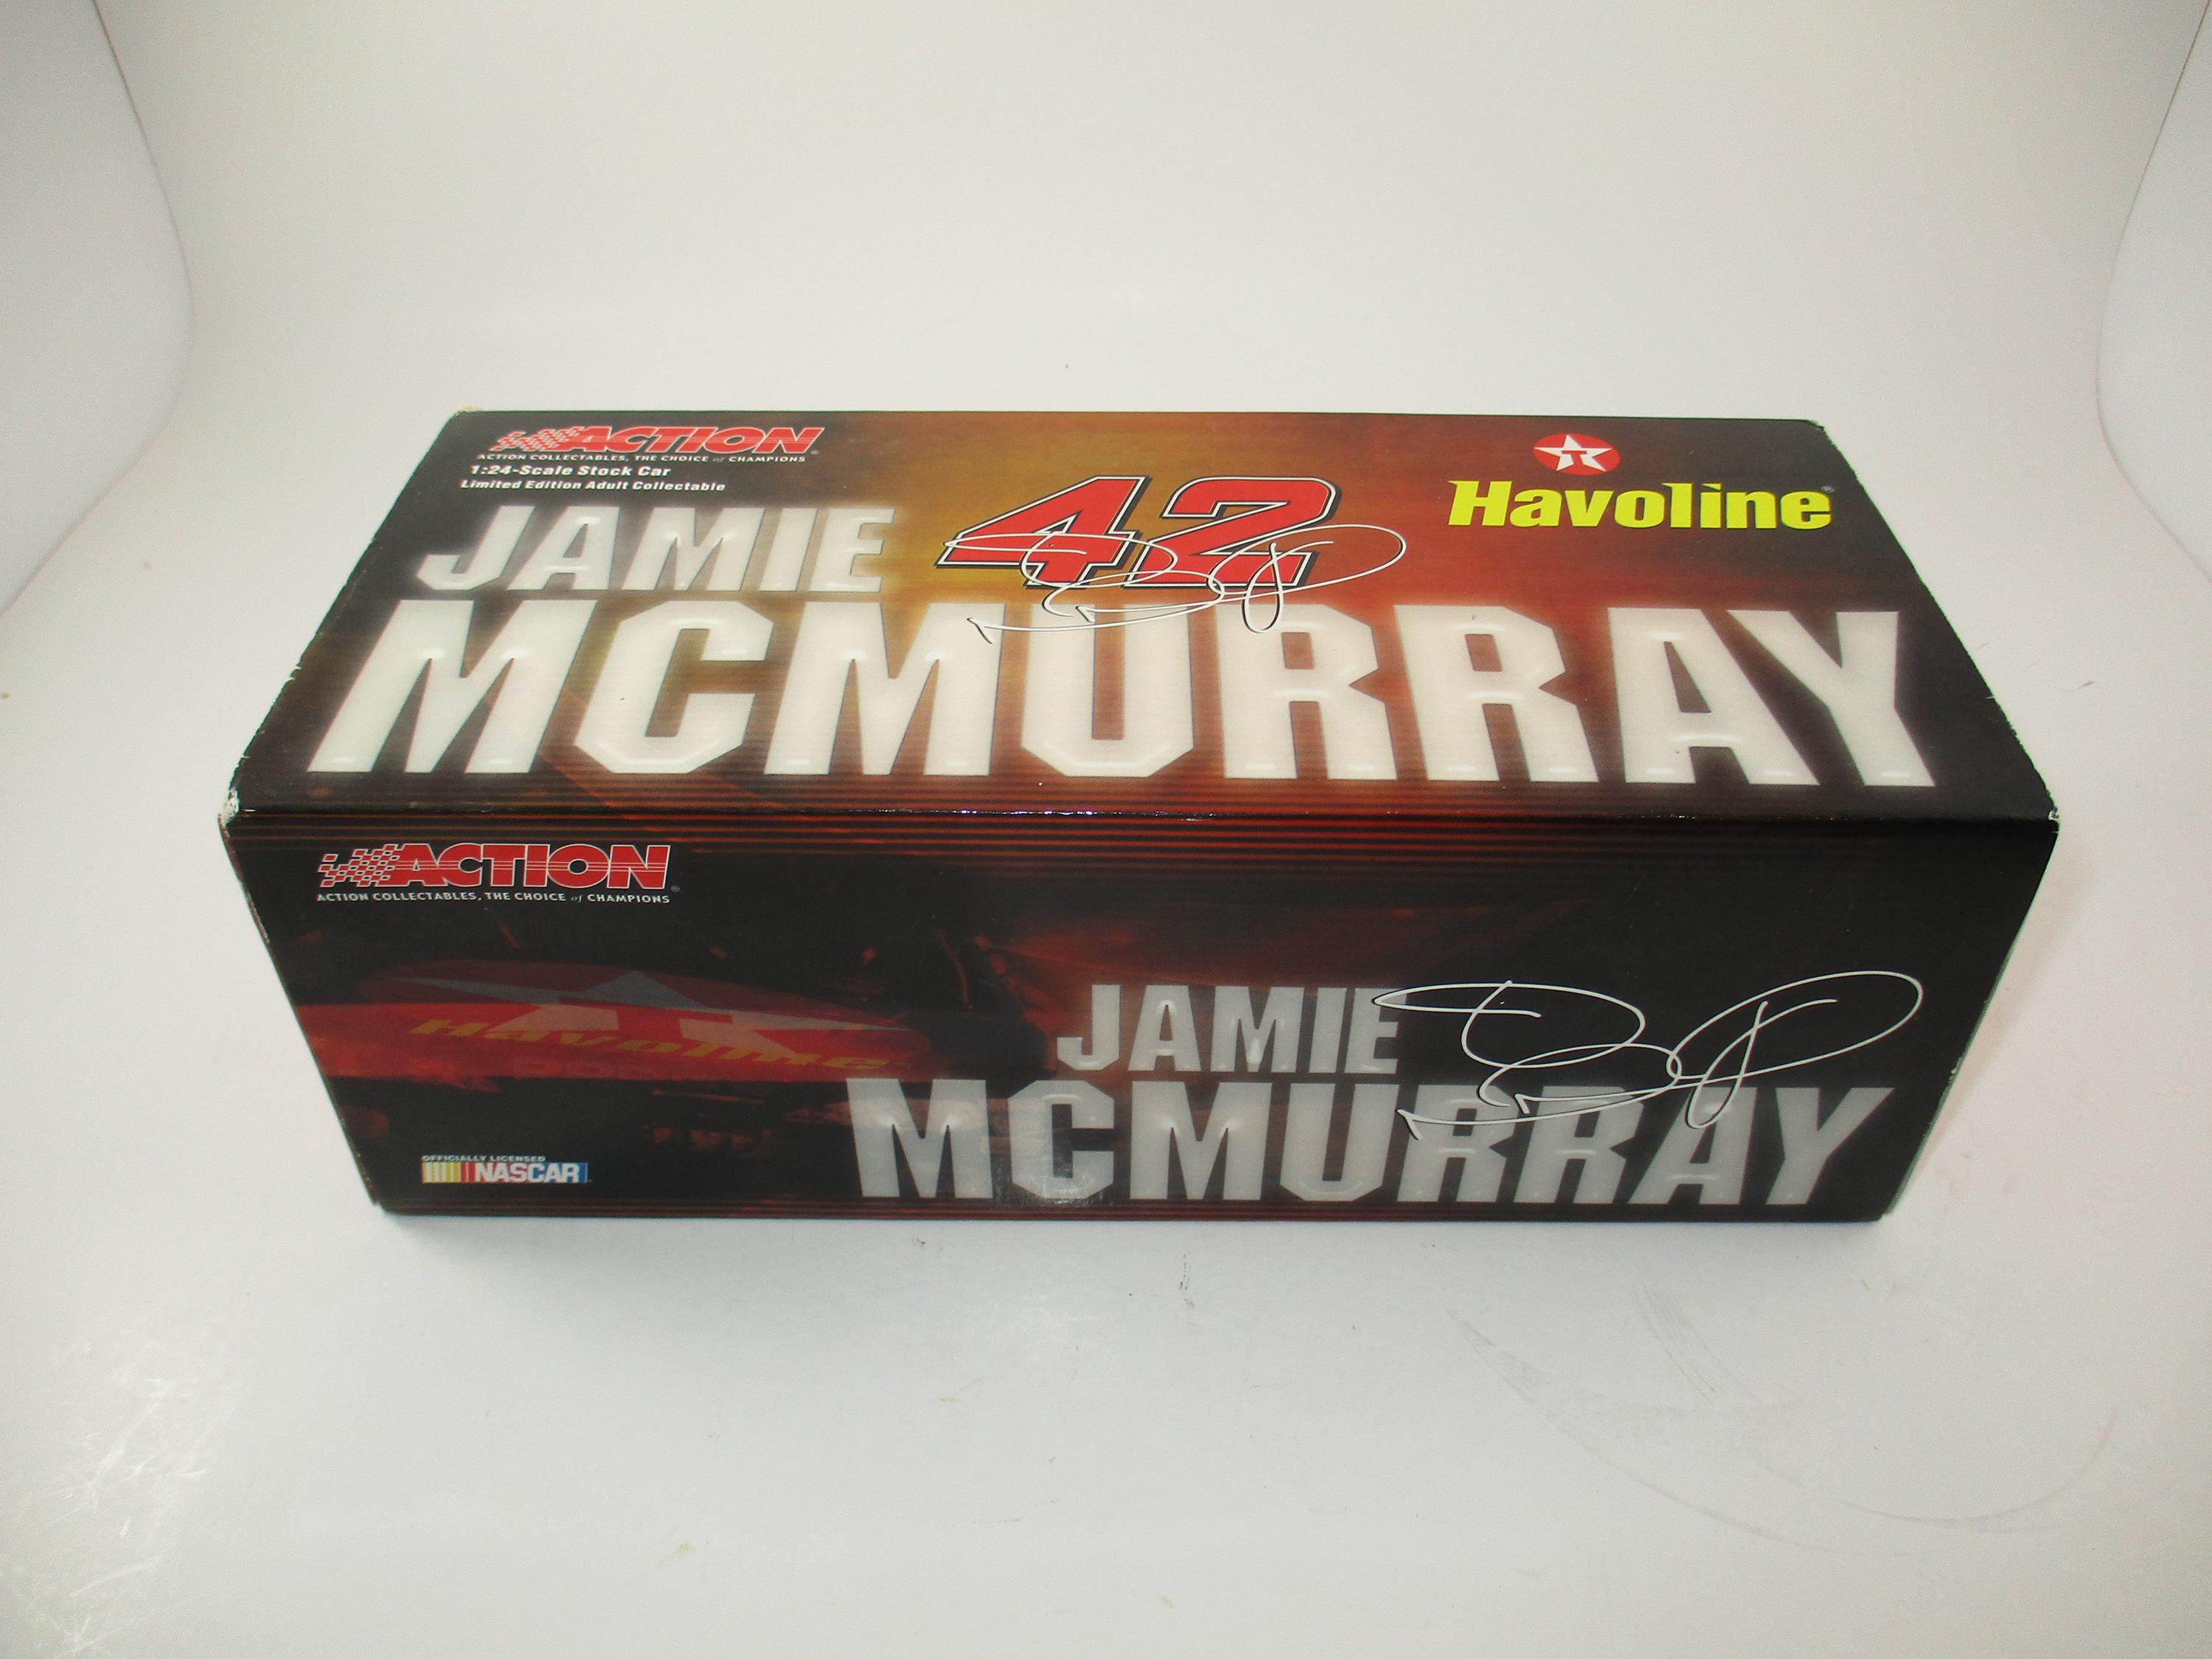 ACTION
ACTION COLLECTABLES, THE CHOICE of CHAMPIONS
1:24-Scale Stock Car
Limited Edition Adult Collectable
Havoline
42
JAMIE
MCMURRAY
ACTION
ACTION COLLECTABLES, THE CHOICE of CHAMPIONS
Havoline
JAMIE
MCMURRAY
OFFICIALLY LICENSED
NASCAR